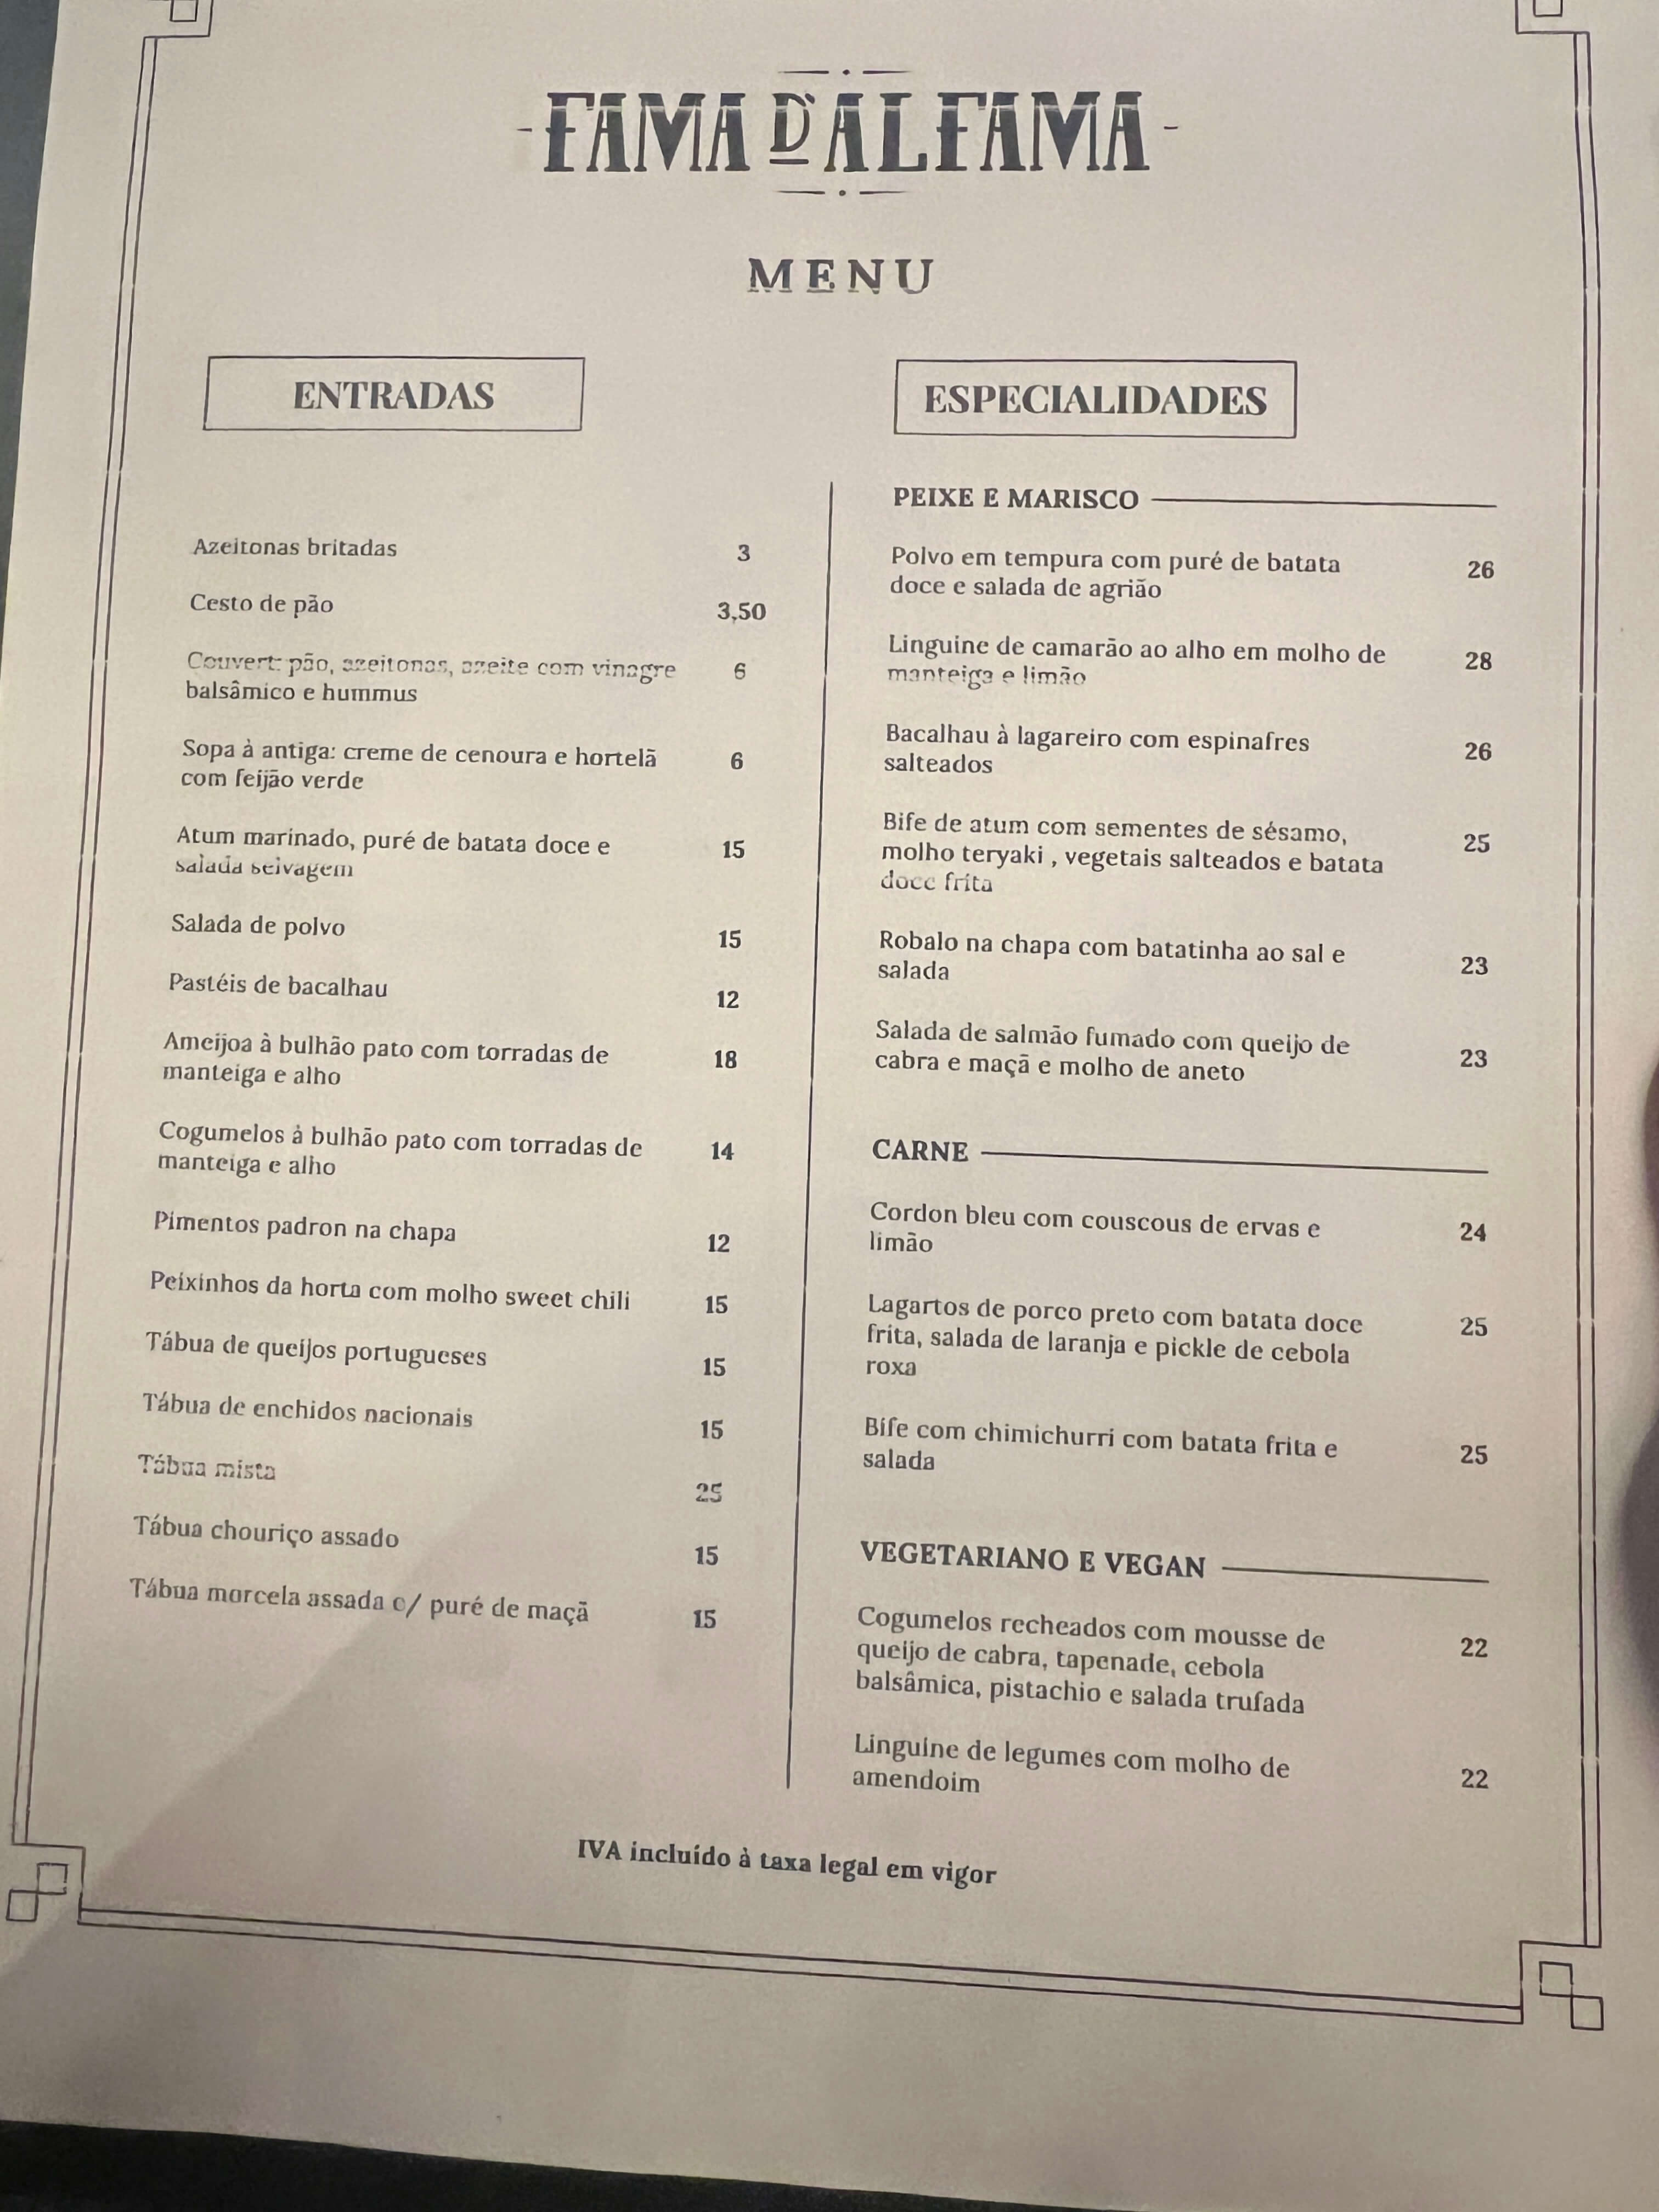 - FAMA D'ALFAMA -
MENU
ENTRADAS
Azeitonas britadas 3
Cesto de pão 3,50
Couvert: pão, azeitonas, azeite com vinagre 6
balsâmico e hummus
Sopa à antiga: creme de cenoura e hortelã 6
com feijão verde
Atum marinado, puré de batata doce e 15
salada selvagem
Salada de polvo 15
Pastéis de bacalhau 12
Ameijoa à bulhão pato com torradas de 18
manteiga e alho
Cogumelos à bulhão pato com torradas de 14
manteiga e alho
Pimentos padron na chapa 12
Peixinhos da horta com molho sweet chili 15
Tábua de queijos portugueses 15
Tábua de enchidos nacionais 15
Tábua mista 25
Tábua chouriço assado 15
Tábua morcela assada c/ puré de maçã 15
ESPECIALIDADES
PEIXE E MARISCO
Polvo em tempura com puré de batata 26
doce e salada de agrião
Linguine de camarão ao alho em molho de 28
manteiga e limão
Bacalhau à lagareiro com espinafres 26
salteados
Bife de atum com sementes de sésamo, 25
molho teryaki , vegetais salteados e batata
doce frita
Robalo na chapa com batatinha ao sal e 23
salada
Salada de salmão fumado com queijo de 23
cabra e maçã e molho de aneto
CARNE
Cordon bleu com couscous de ervas e 24
limão
Lagartos de porco preto com batata doce 25
frita, salada de laranja e pickle de cebola
roxa
Bife com chimichurri com batata frita e 25
salada
VEGETARIANO E VEGAN
Cogumelos recheados com mousse de 22
queijo de cabra, tapenade, cebola
balsâmica, pistachio e salada trufada
Linguine de legumes com molho de 22
amendoim
IVA incluído à taxa legal em vigor